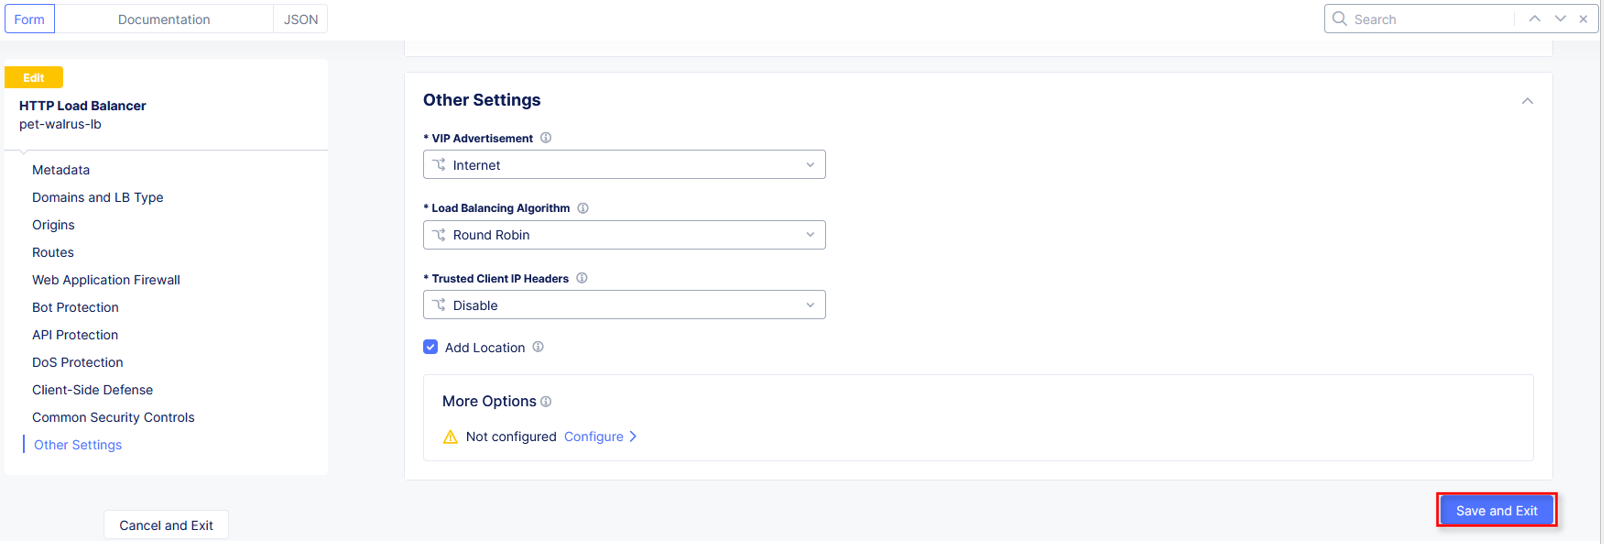 Form
Documentation
JSON
Search
Edit
HTTP Load Balancer
pet-walrus-lb
Metadata
Domains and LB Type
Origins
Routes
Web Application Firewall
Bot Protection
API Protection
DoS Protection
Client-Side Defense
Common Security Controls
Other Settings
Cancel and Exit
Other Settings
* VIP Advertisement
Internet
* Load Balancing Algorithm
Round Robin
* Trusted Client IP Headers
Disable
Add Location
More Options
Not configured Configure
Save and Exit